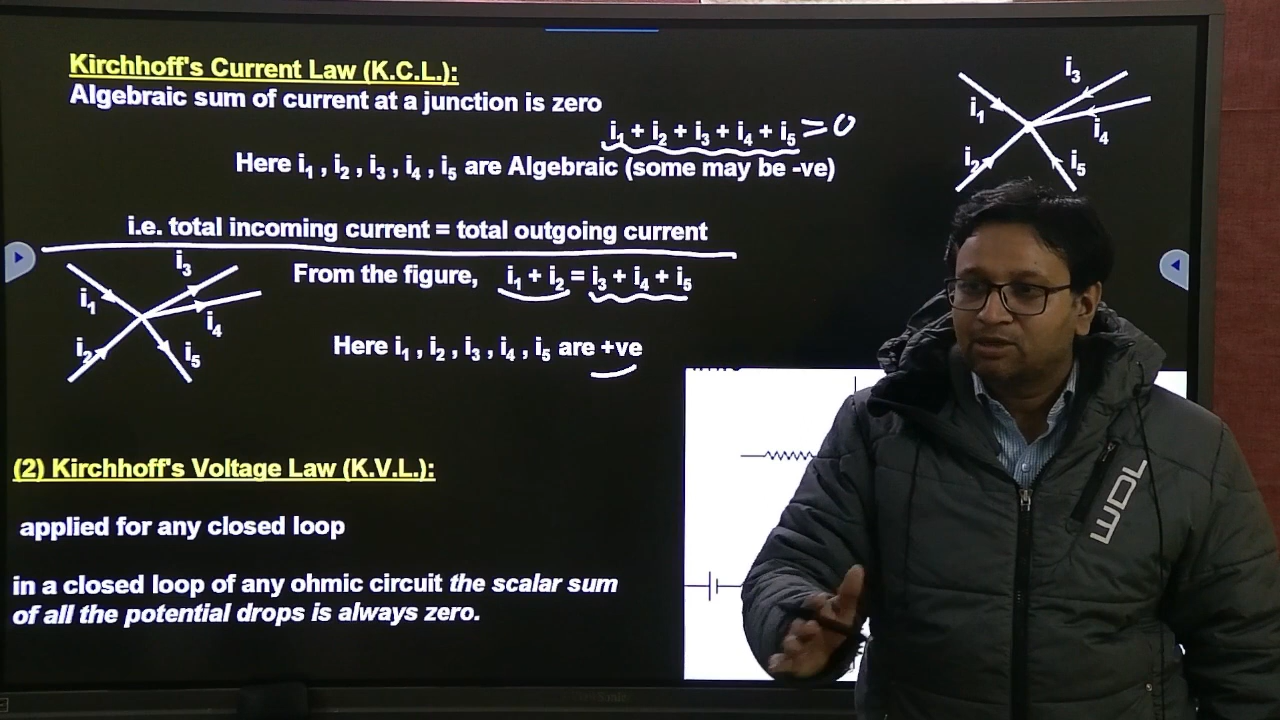 Kirchhoff's Current Law (K.C.L.):
Algebraic sum of current at a junction is zero
i₁ + i₂ + i₃ + i₄ + i₅ = 0
Here i₁ , i₂ , i₃ , i₄ , i₅ are Algebraic (some may be -ve)
i₃
i₁
i₄
i₂
i₅
i.e. total incoming current = total outgoing current
i₃
From the figure, i₁ + i₂ = i₃ + i₄ + i₅
i₁
i₄
i₂
i₅
Here i₁ , i₂ , i₃ , i₄ , i₅ are +ve
(2) Kirchhoff's Voltage Law (K.V.L.):
applied for any closed loop
in a closed loop of any ohmic circuit the scalar sum
of all the potential drops is always zero.
WDL